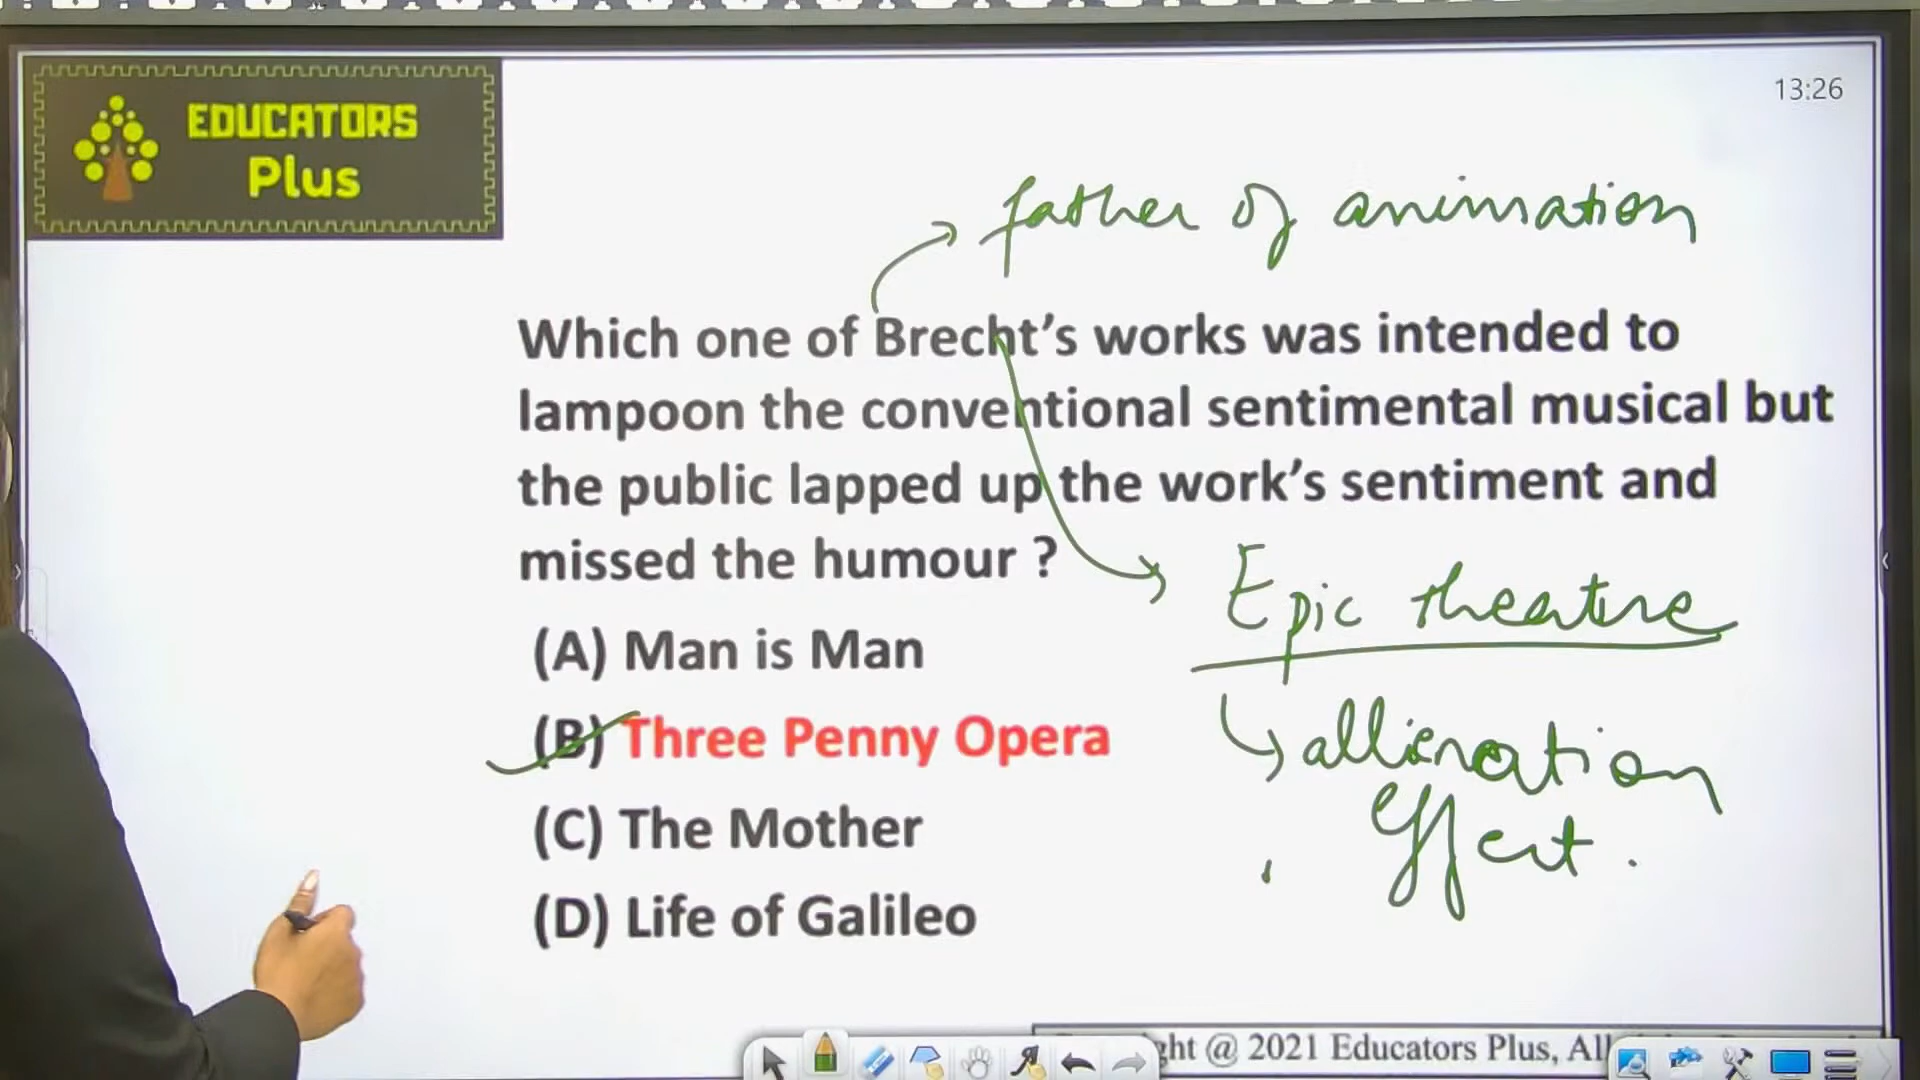 EDUCATORS
Plus
13:26
father of animation
Which one of Brecht's works was intended to
lampoon the conventional sentimental musical but
the public lapped up the work's sentiment and
missed the humour ?
Epic theatre
(A) Man is Man
(B) Three Penny Opera
allienation
effect.
(C) The Mother
(D) Life of Galileo
ght @ 2021 Educators Plus, All